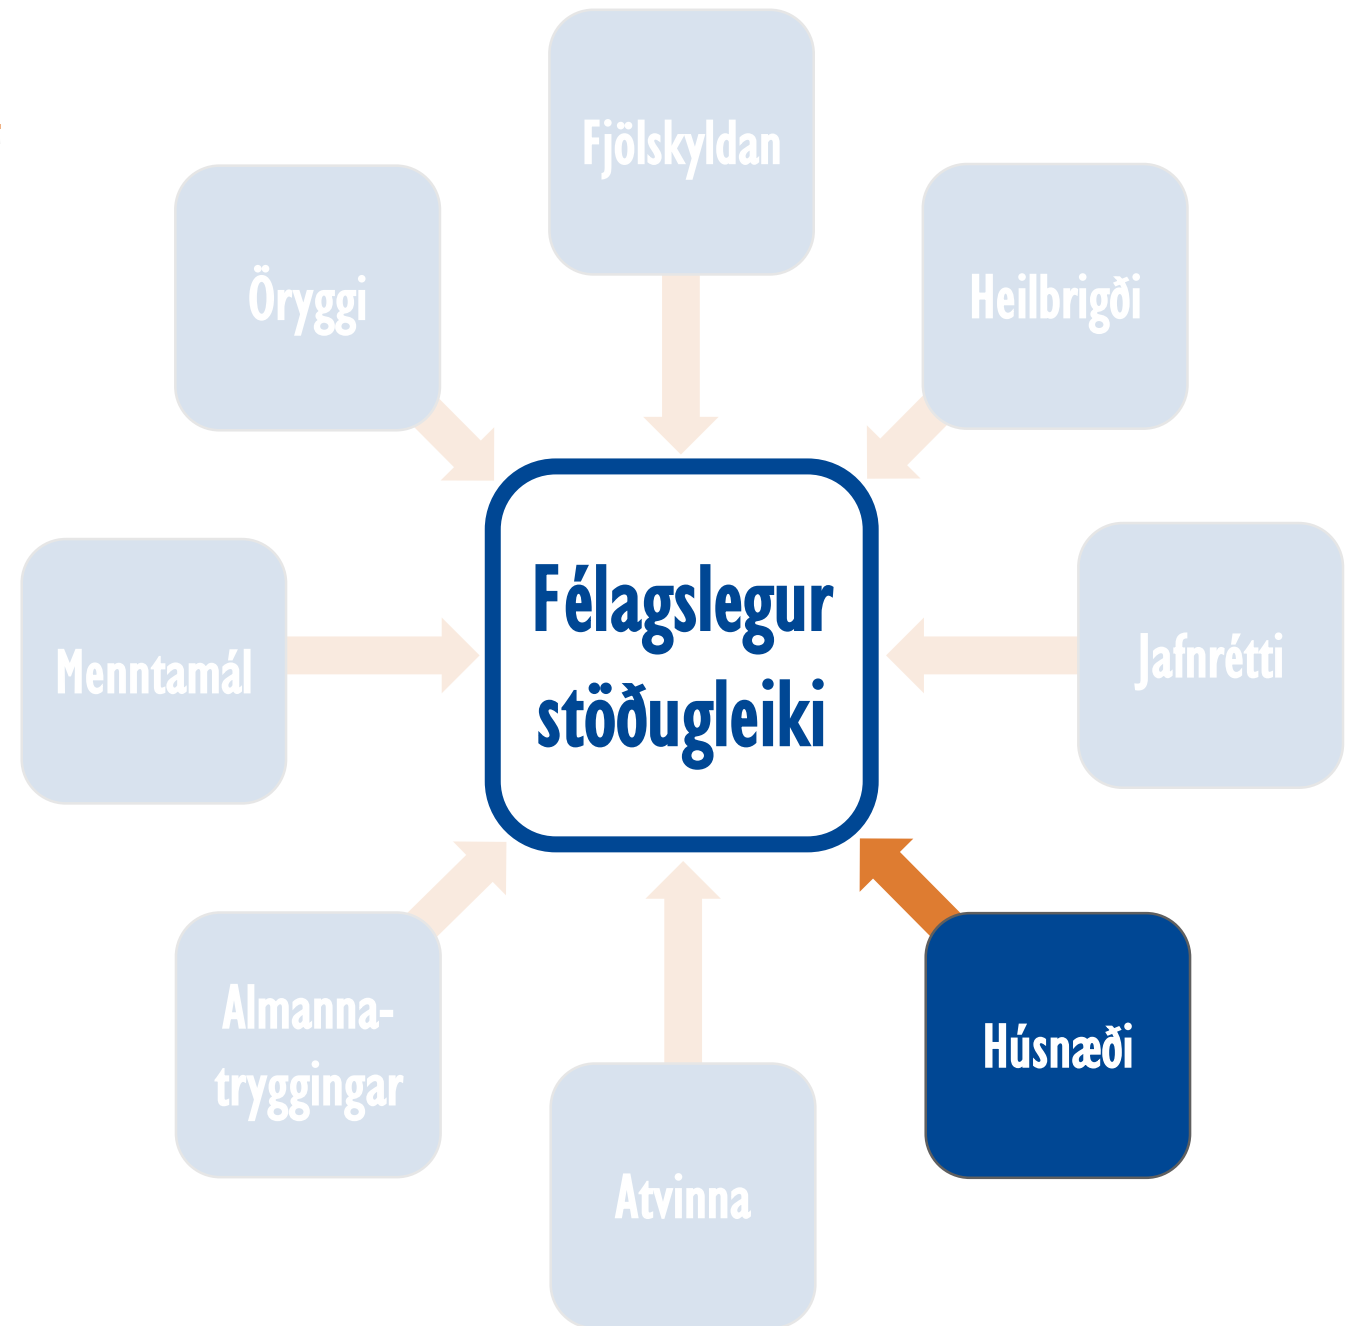 Fjölskyldan
Öryggi
Heilbrigði
Félagslegur
stöðugleiki
Menntamál
Jafnrétti
Almanna-
tryggingar
Húsnæði
Atvinna